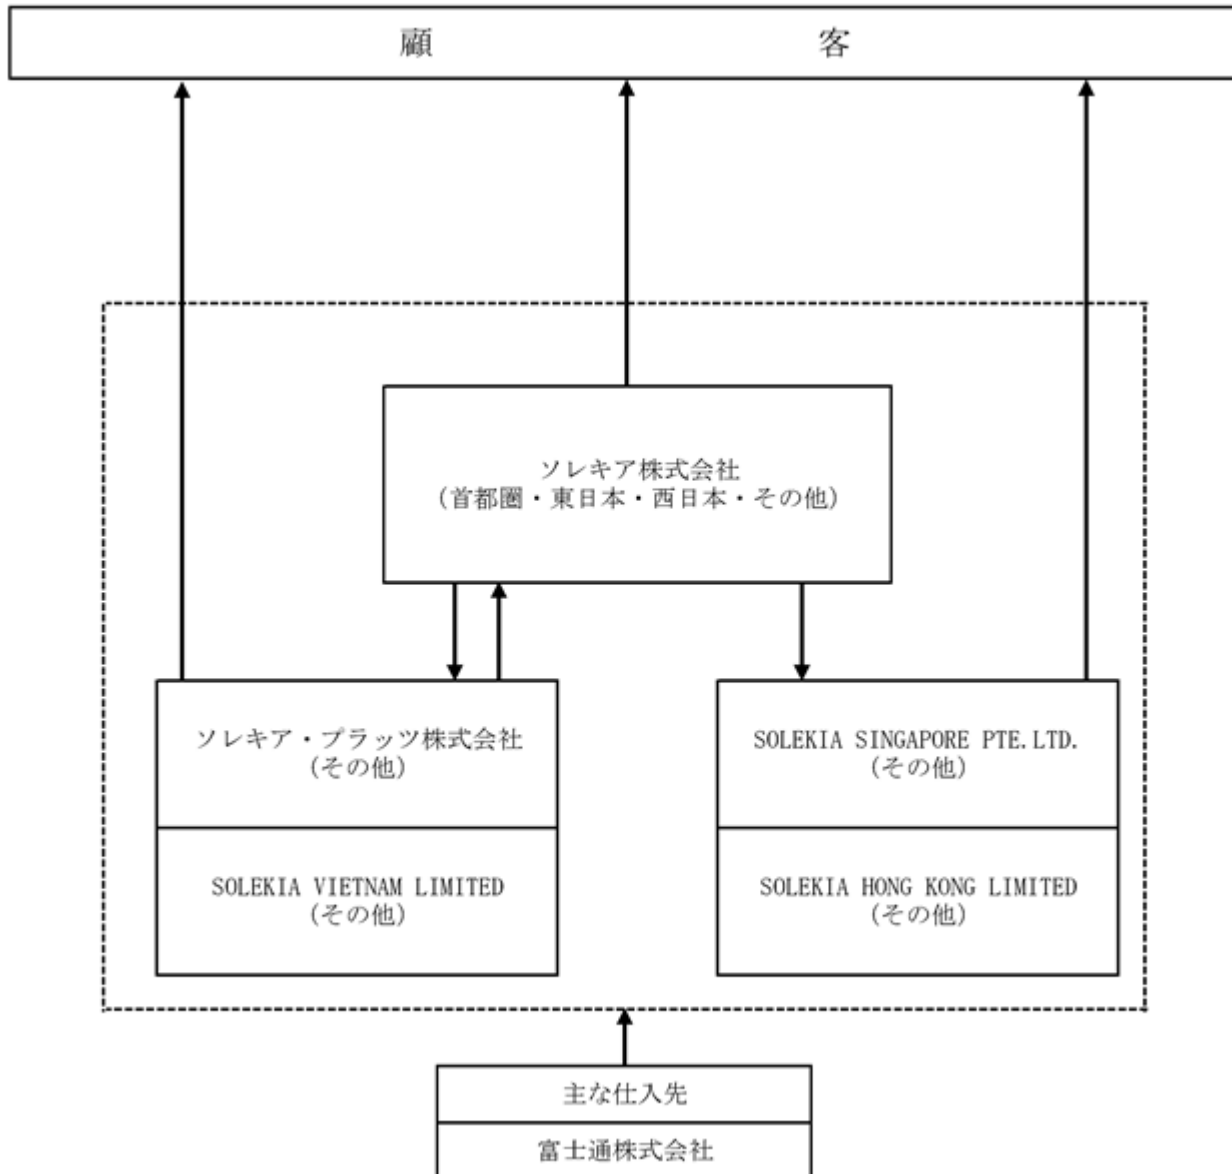 顧 客
ソレキア株式会社
(首都圏・東日本・西日本・その他)
ソレキア・プラッツ株式会社
(その他)
SOLEKIA VIETNAM LIMITED
(その他)
SOLEKIA SINGAPORE PTE.LTD.
(その他)
SOLEKIA HONG KONG LIMITED
(その他)
主な仕入先
富士通株式会社